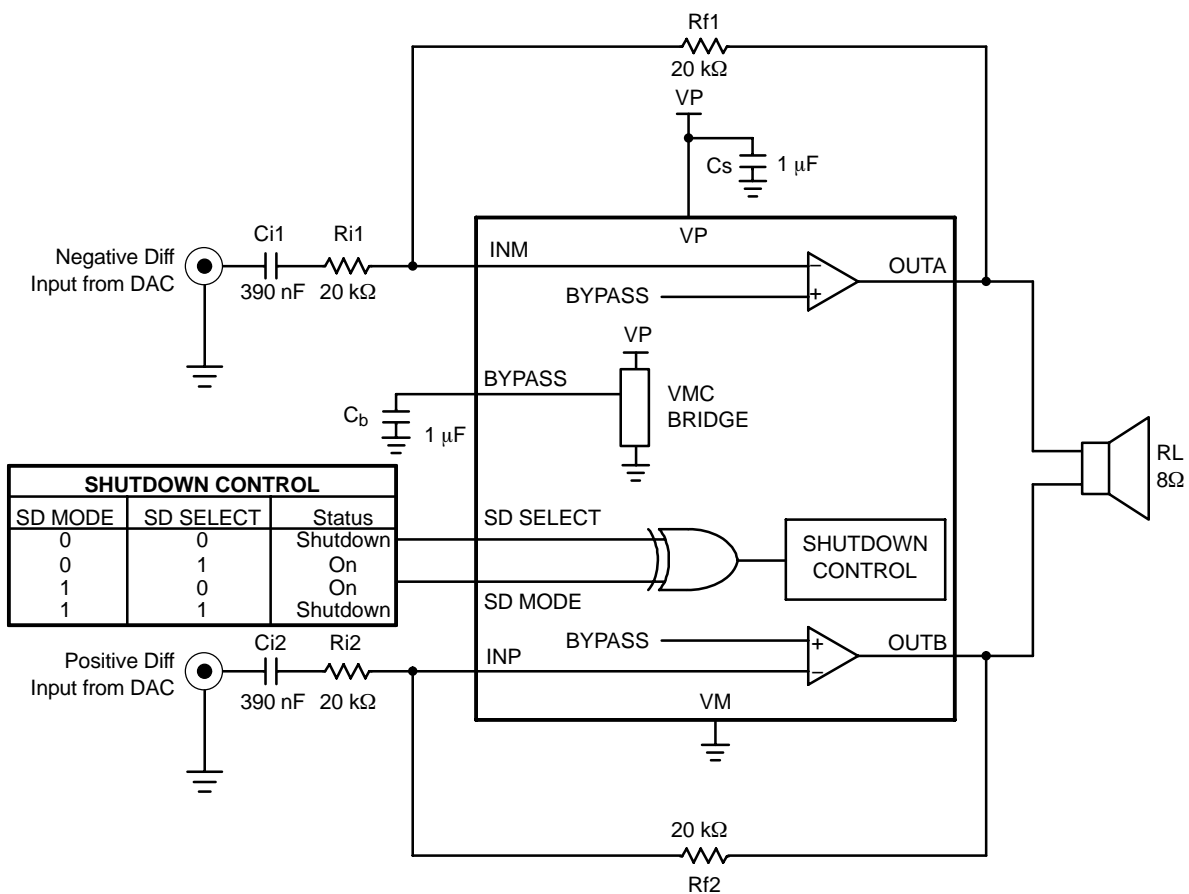 Rf1
20 kΩ
VP
Cs
1 μF
VP
Negative Diff
Input from DAC
Ci1
390 nF
Ri1
20 kΩ
INM
BYPASS
OUTA
−
+
VP
VMC
BRIDGE
BYPASS
Cb
1 μF
RL
8Ω
SHUTDOWN CONTROL
SD MODE SD SELECT Status
0 0 Shutdown
0 1 On
1 0 On
1 1 Shutdown
SD SELECT
SD MODE
SHUTDOWN
CONTROL
Positive Diff
Input from DAC
Ci2
390 nF
Ri2
20 kΩ
INP
BYPASS
OUTB
+
−
VM
20 kΩ
Rf2